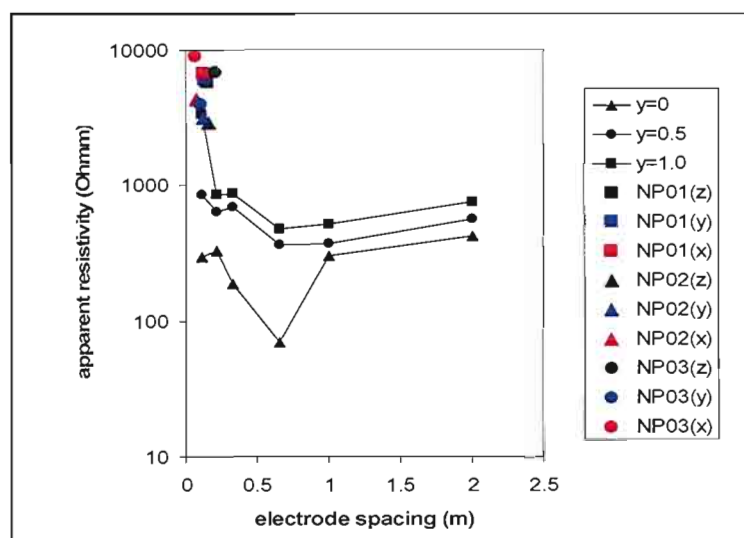 10000
1000
100
10
apparent resistivity (Ohmm)
0 0.5 1 1.5 2 2.5
electrode spacing (m)
y=0
y=0.5
y=1.0
NP01(z)
NP01(y)
NP01(x)
NP02(z)
NP02(y)
NP02(x)
NP03(z)
NP03(y)
NP03(x)